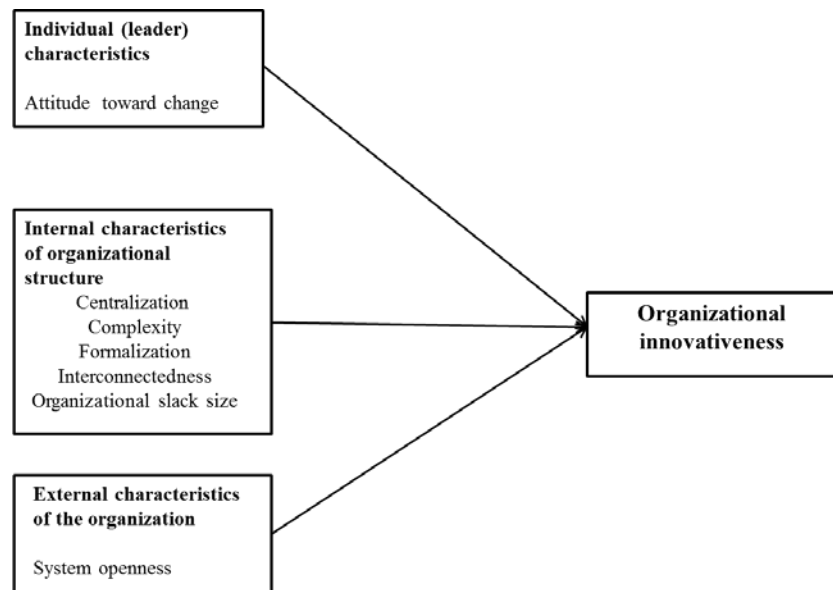 Individual (leader)
characteristics
Attitude toward change
Internal characteristics
of organizational
structure
Centralization
Complexity
Formalization
Interconnectedness
Organizational slack size
External characteristics
of the organization
System openness
Organizational
innovativeness